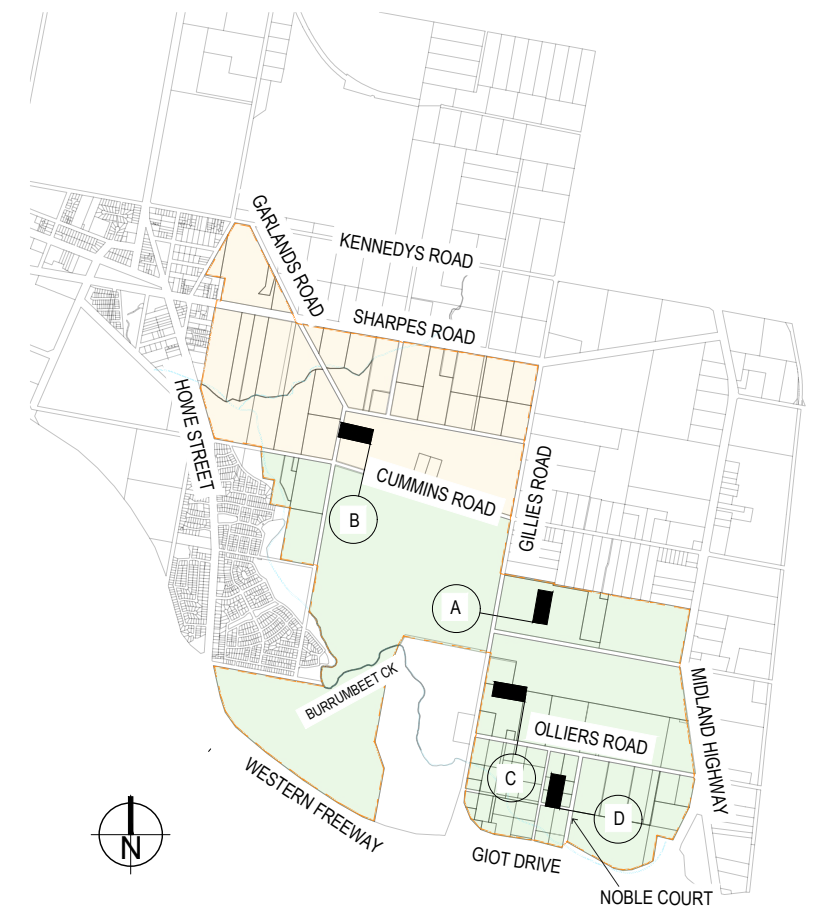 GARLANDS ROAD
KENNEDYS ROAD
SHARPES ROAD
HOWE STREET
CUMMINS ROAD
GILLIES ROAD
B
A
BURRUMBEET CK
MIDLAND HIGHWAY
OLLIERS ROAD
WESTERN FREEWAY
C
D
N
GIOT DRIVE
NOBLE COURT